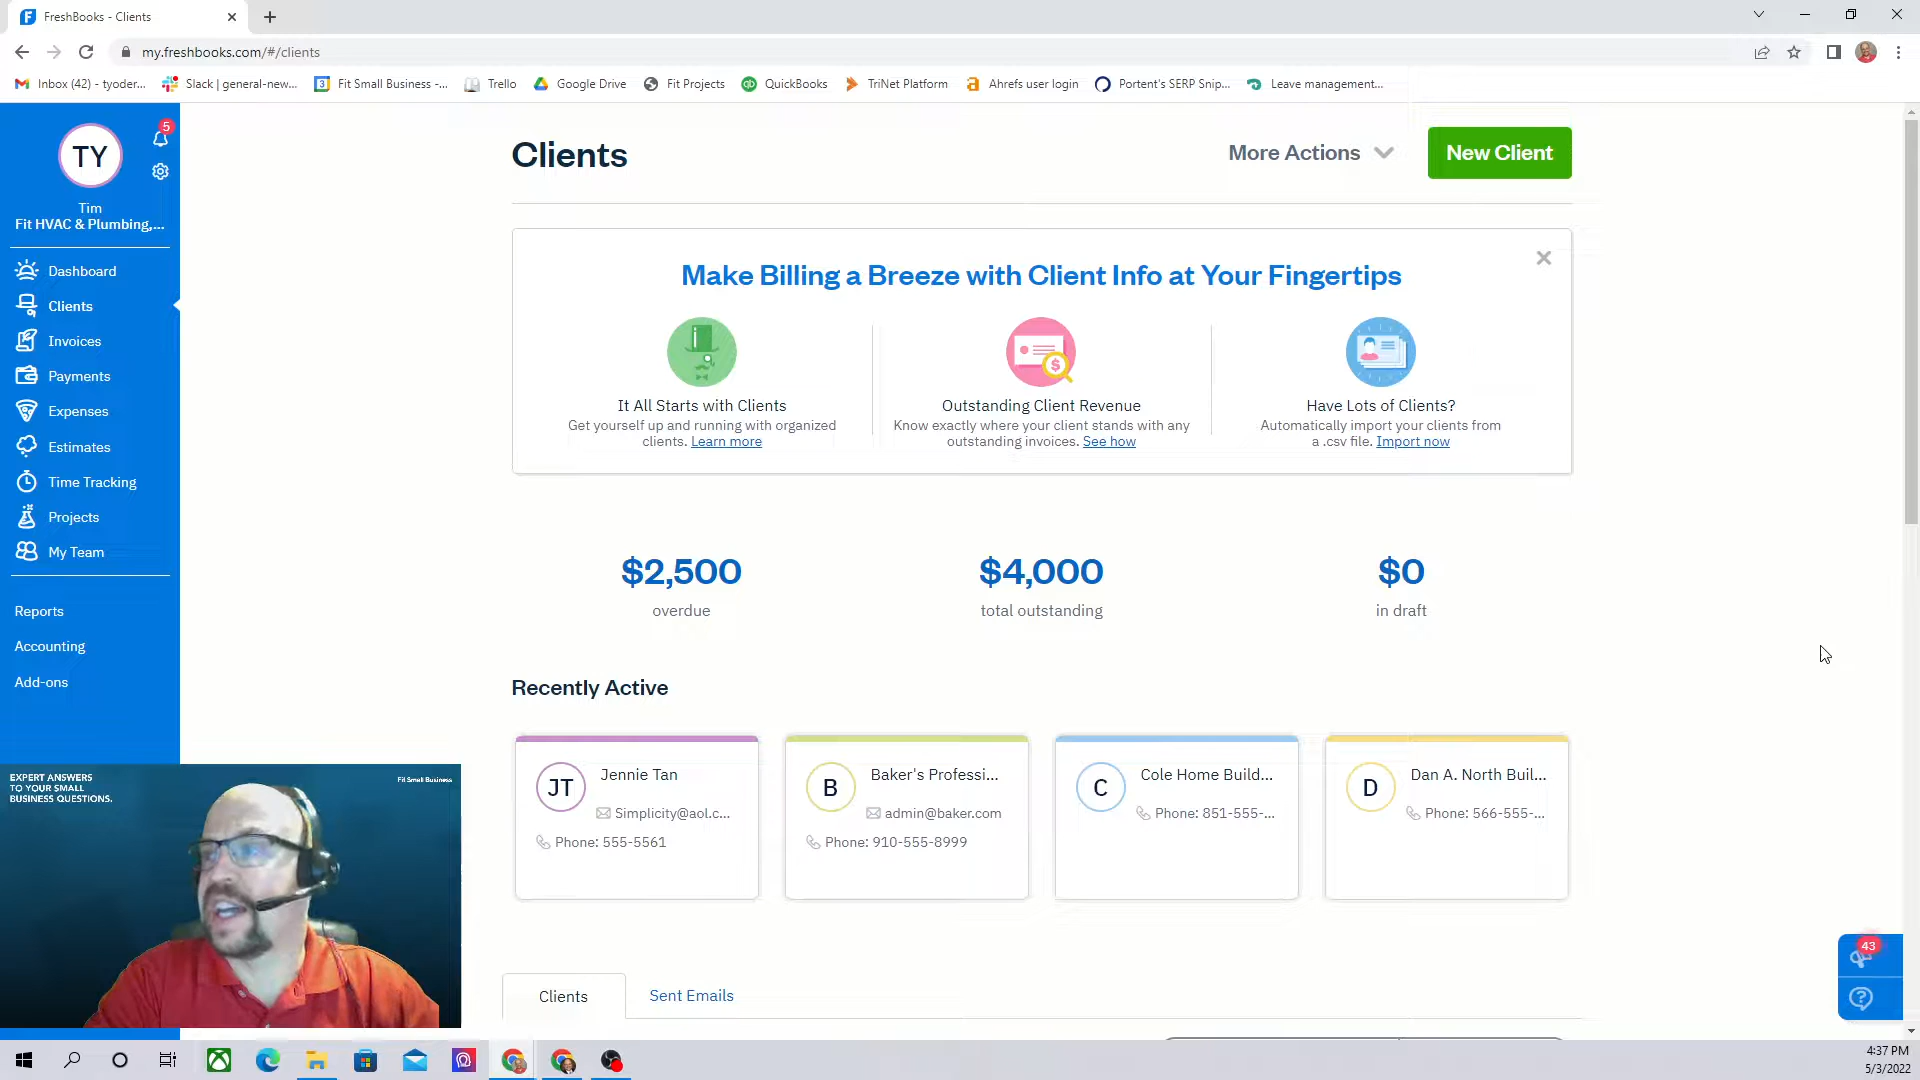 FreshBooks - Clients
my.freshbooks.com/#/clients
Inbox (42) - tyoder...
Slack | general-new...
3
Fit Small Business -...
Trello
Google Drive
Fit Projects
qb
QuickBooks
TriNet Platform
a
Ahrefs user login
Portent's SERP Snip...
Leave management...
TY
5
Tim
Fit HVAC & Plumbing,...
Dashboard
Clients
Invoices
Payments
Expenses
Estimates
Time Tracking
Projects
My Team
Reports
Accounting
Add-ons
Clients
More Actions
New Client
Make Billing a Breeze with Client Info at Your Fingertips
It All Starts with Clients
Get yourself up and running with organized
clients. Learn more
Outstanding Client Revenue
Know exactly where your client stands with any
outstanding invoices. See how
Have Lots of Clients?
Automatically import your clients from
a .csv file. Import now
$2,500
overdue
$4,000
total outstanding
$0
in draft
Recently Active
JT
Jennie Tan
Simplicity@aol.c...
Phone: 555-5561
B
Baker's Professi...
admin@baker.com
Phone: 910-555-8999
C
Cole Home Build...
Phone: 851-555-...
D
Dan A. North Buil...
Phone: 566-555-...
Clients
Sent Emails
43
EXPERT ANSWERS
TO YOUR SMALL
BUSINESS QUESTIONS.
Fit Small Business
4:37 PM
5/3/2022